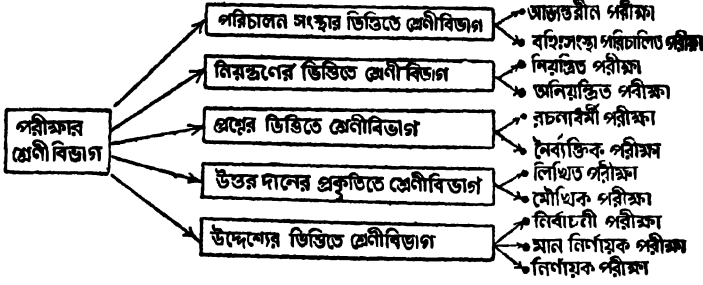 পরীক্ষার
শ্রেণী বিভাগ
পরিচালন সংস্থার ভিত্তিতে শ্রেণীবিভাগ
আভ্যন্তরীন পরীক্ষা
বহিঃসংস্থা পরিচালিত পরীক্ষা
নিয়ন্ত্রণের ভিত্তিতে শ্রেণী বিভাগ
নিয়ন্ত্রিত পরীক্ষা
অনিয়ন্ত্রিত পরীক্ষা
প্রশ্নের ভিত্তিতে শ্রেণীবিভাগ
রচনাধর্মী পরীক্ষা
নৈর্ব্যক্তিক পরীক্ষা
উত্তর দানের প্রকৃতিতে শ্রেণীবিভাগ
লিখিত পরীক্ষা
মৌখিক পরীক্ষা
উদ্দেশ্যের ভিত্তিতে শ্রেণীবিভাগ
নির্বাচনী পরীক্ষা
মান নির্ণায়ক পরীক্ষা
নির্ণায়ক পরীক্ষা